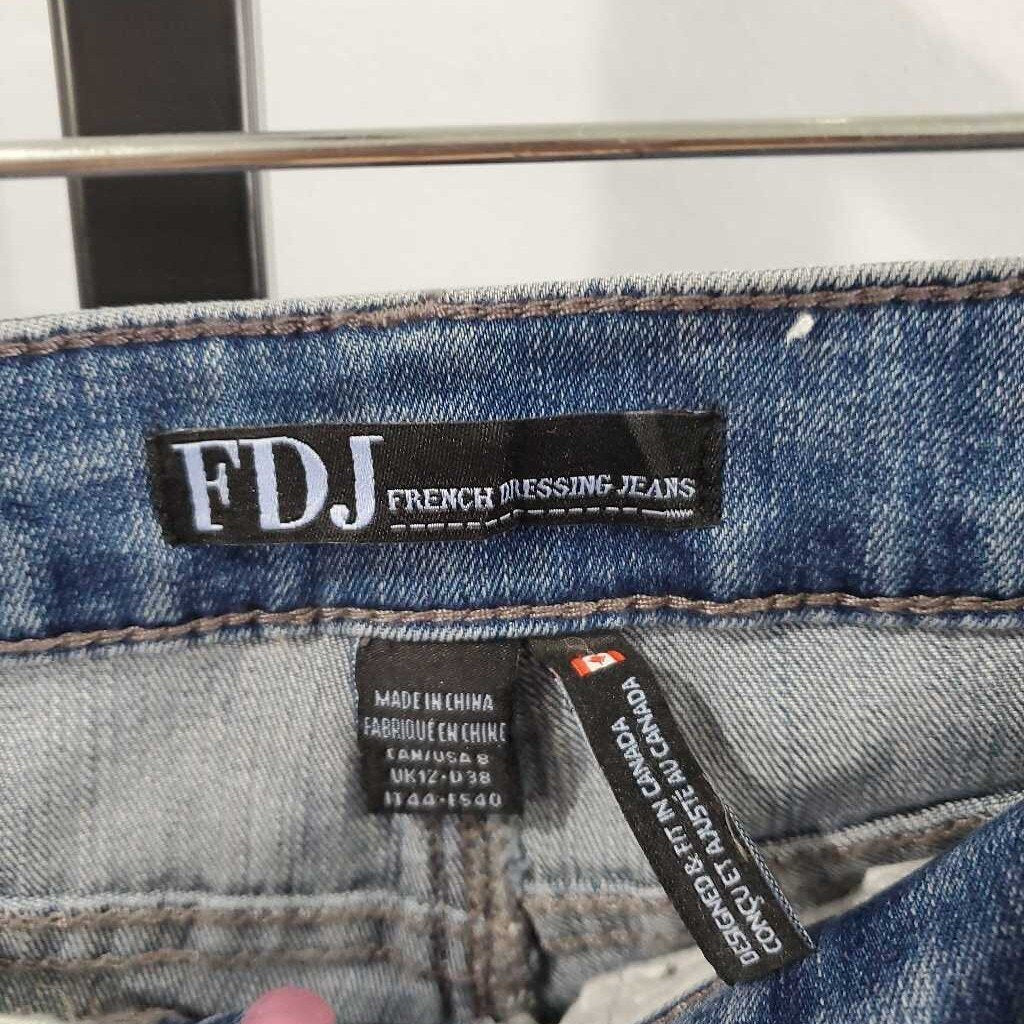 FDJ FRENCH DRESSING JEANS
MADE IN CHINA
FABRIQUÉ EN CHINE
CAN/USA 8
UK12 - D38
IT44 - ES40
DESIGNED & FIT IN CANADA
CONÇU ET AJUSTÉ AU CANADA